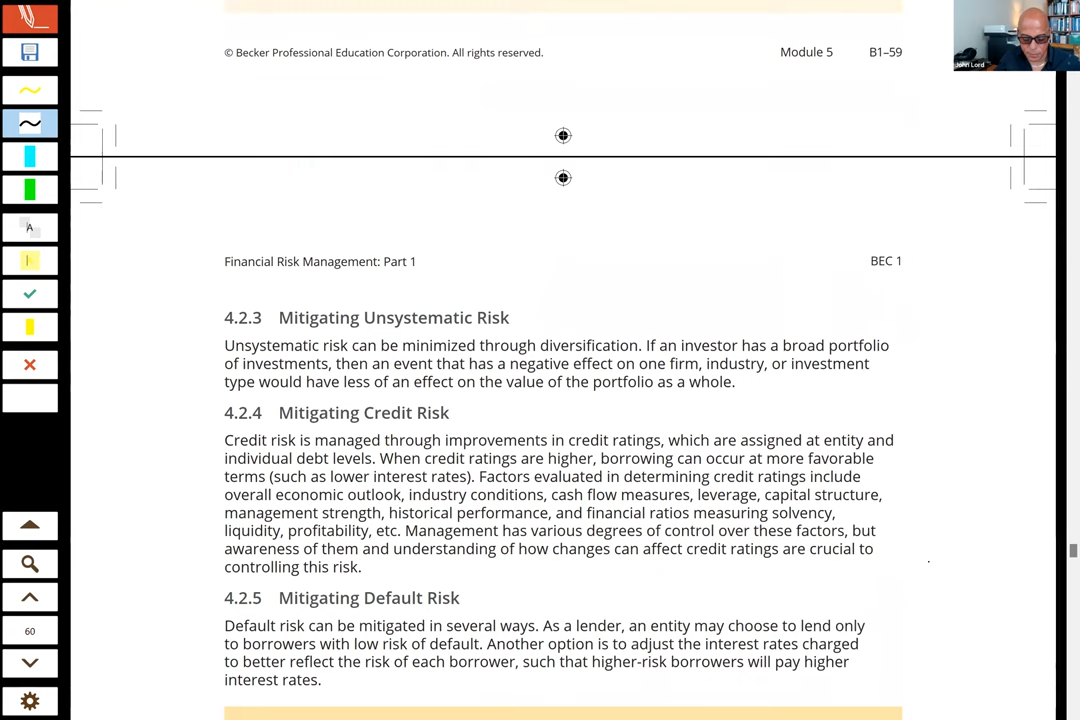 © Becker Professional Education Corporation. All rights reserved.
Module 5 B1–59
John Lord
Financial Risk Management: Part 1
BEC 1
4.2.3 Mitigating Unsystematic Risk
Unsystematic risk can be minimized through diversification. If an investor has a broad portfolio
of investments, then an event that has a negative effect on one firm, industry, or investment
type would have less of an effect on the value of the portfolio as a whole.
4.2.4 Mitigating Credit Risk
Credit risk is managed through improvements in credit ratings, which are assigned at entity and
individual debt levels. When credit ratings are higher, borrowing can occur at more favorable
terms (such as lower interest rates). Factors evaluated in determining credit ratings include
overall economic outlook, industry conditions, cash flow measures, leverage, capital structure,
management strength, historical performance, and financial ratios measuring solvency,
liquidity, profitability, etc. Management has various degrees of control over these factors, but
awareness of them and understanding of how changes can affect credit ratings are crucial to
controlling this risk.
4.2.5 Mitigating Default Risk
Default risk can be mitigated in several ways. As a lender, an entity may choose to lend only
to borrowers with low risk of default. Another option is to adjust the interest rates charged
to better reflect the risk of each borrower, such that higher-risk borrowers will pay higher
interest rates.
A
60